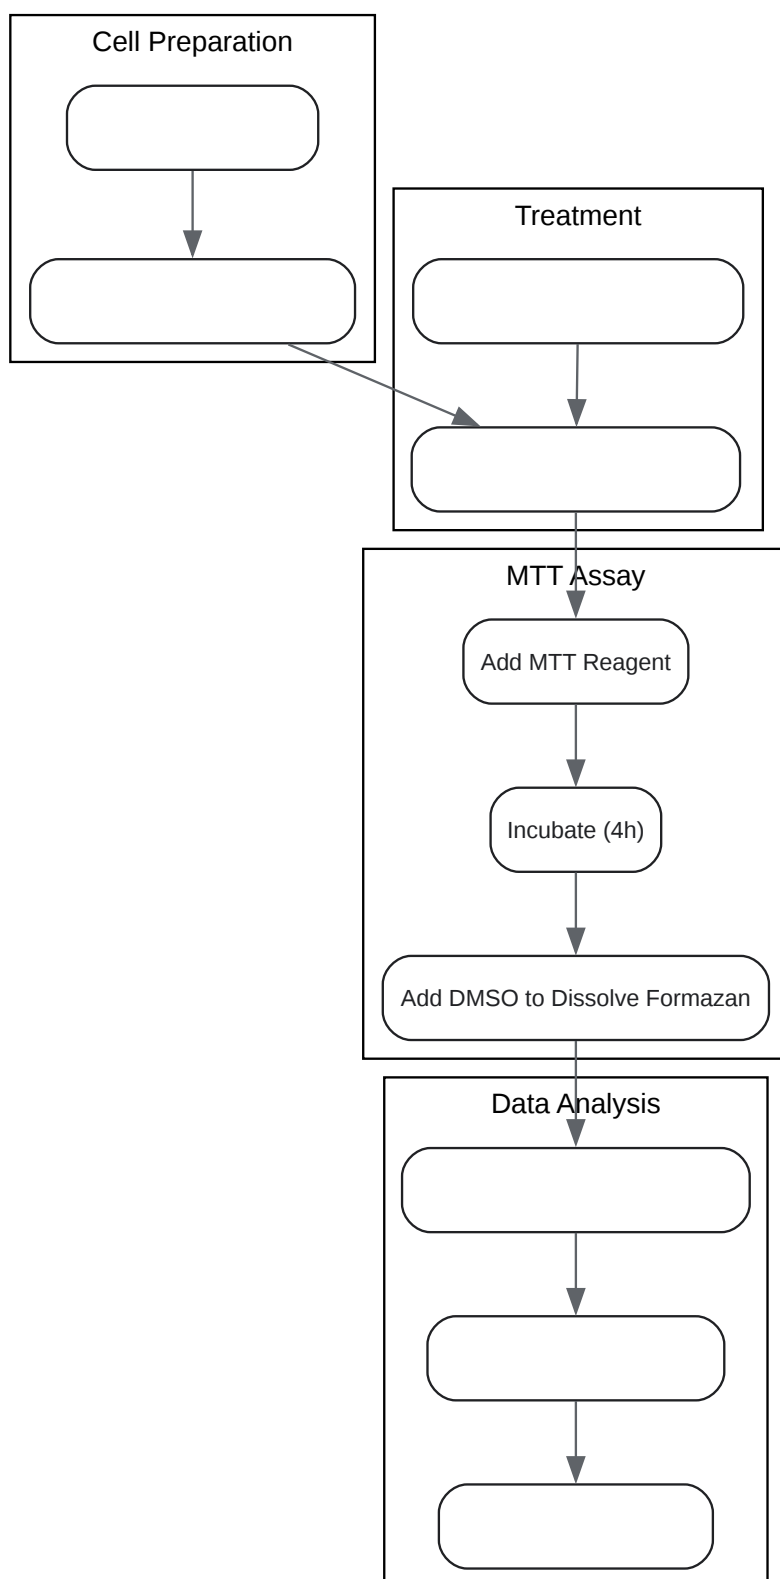 Cell Preparation
Treatment
MTT Assay
Add MTT Reagent
Incubate (4h)
Add DMSO to Dissolve Formazan
Data Analysis